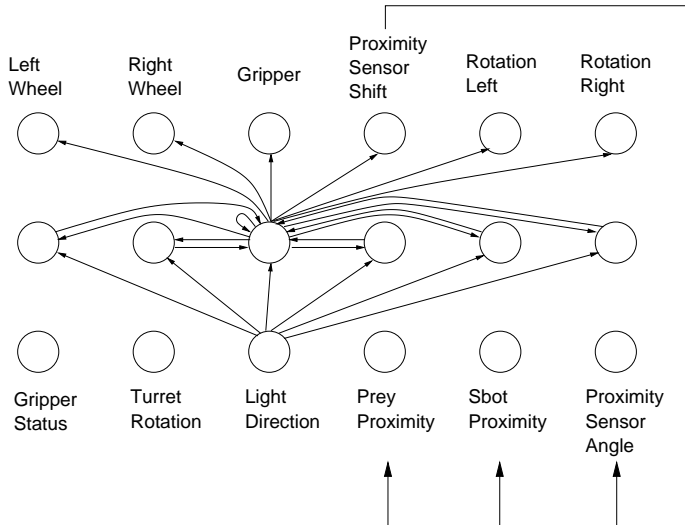 Left
Wheel
Right
Wheel
Gripper
Proximity
Sensor
Shift
Rotation
Left
Rotation
Right
Gripper
Status
Turret
Rotation
Light
Direction
Prey
Proximity
Sbot
Proximity
Proximity
Sensor
Angle